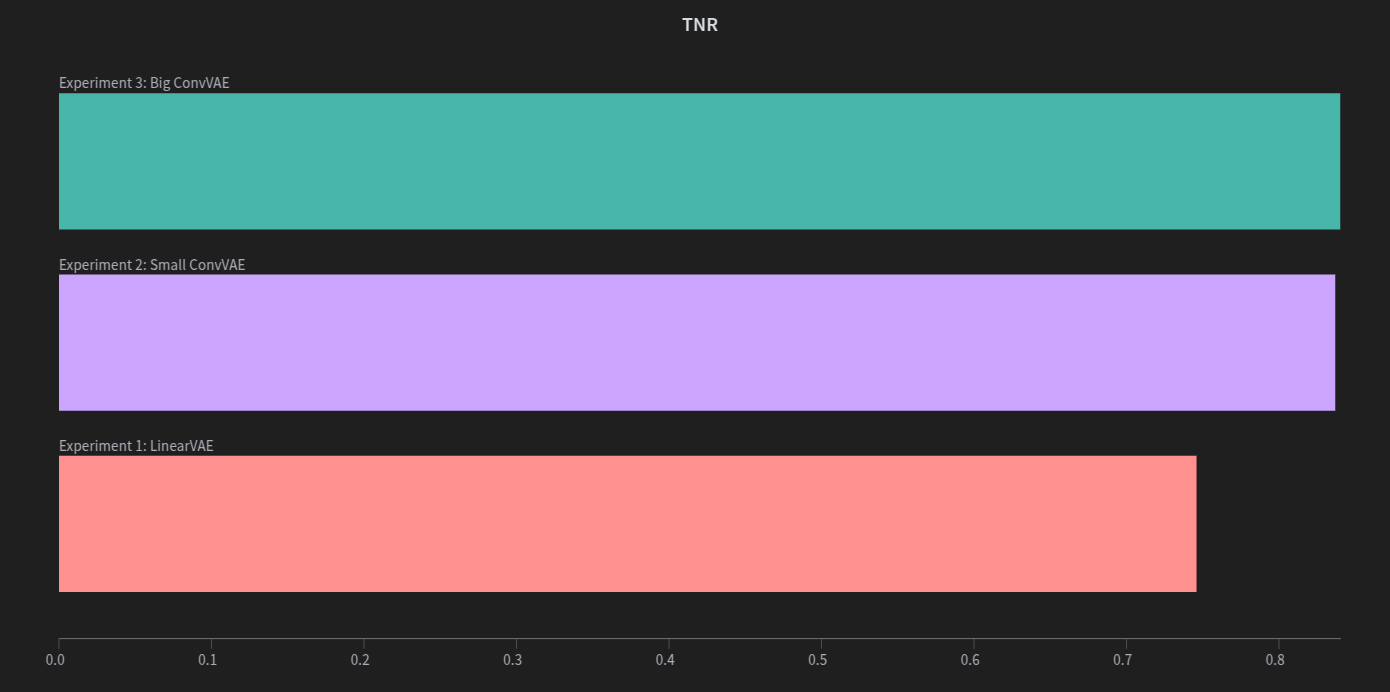 TNR
Experiment 3: Big ConvVAE
Experiment 2: Small ConvVAE
Experiment 1: LinearVAE
0.0 0.1 0.2 0.3 0.4 0.5 0.6 0.7 0.8